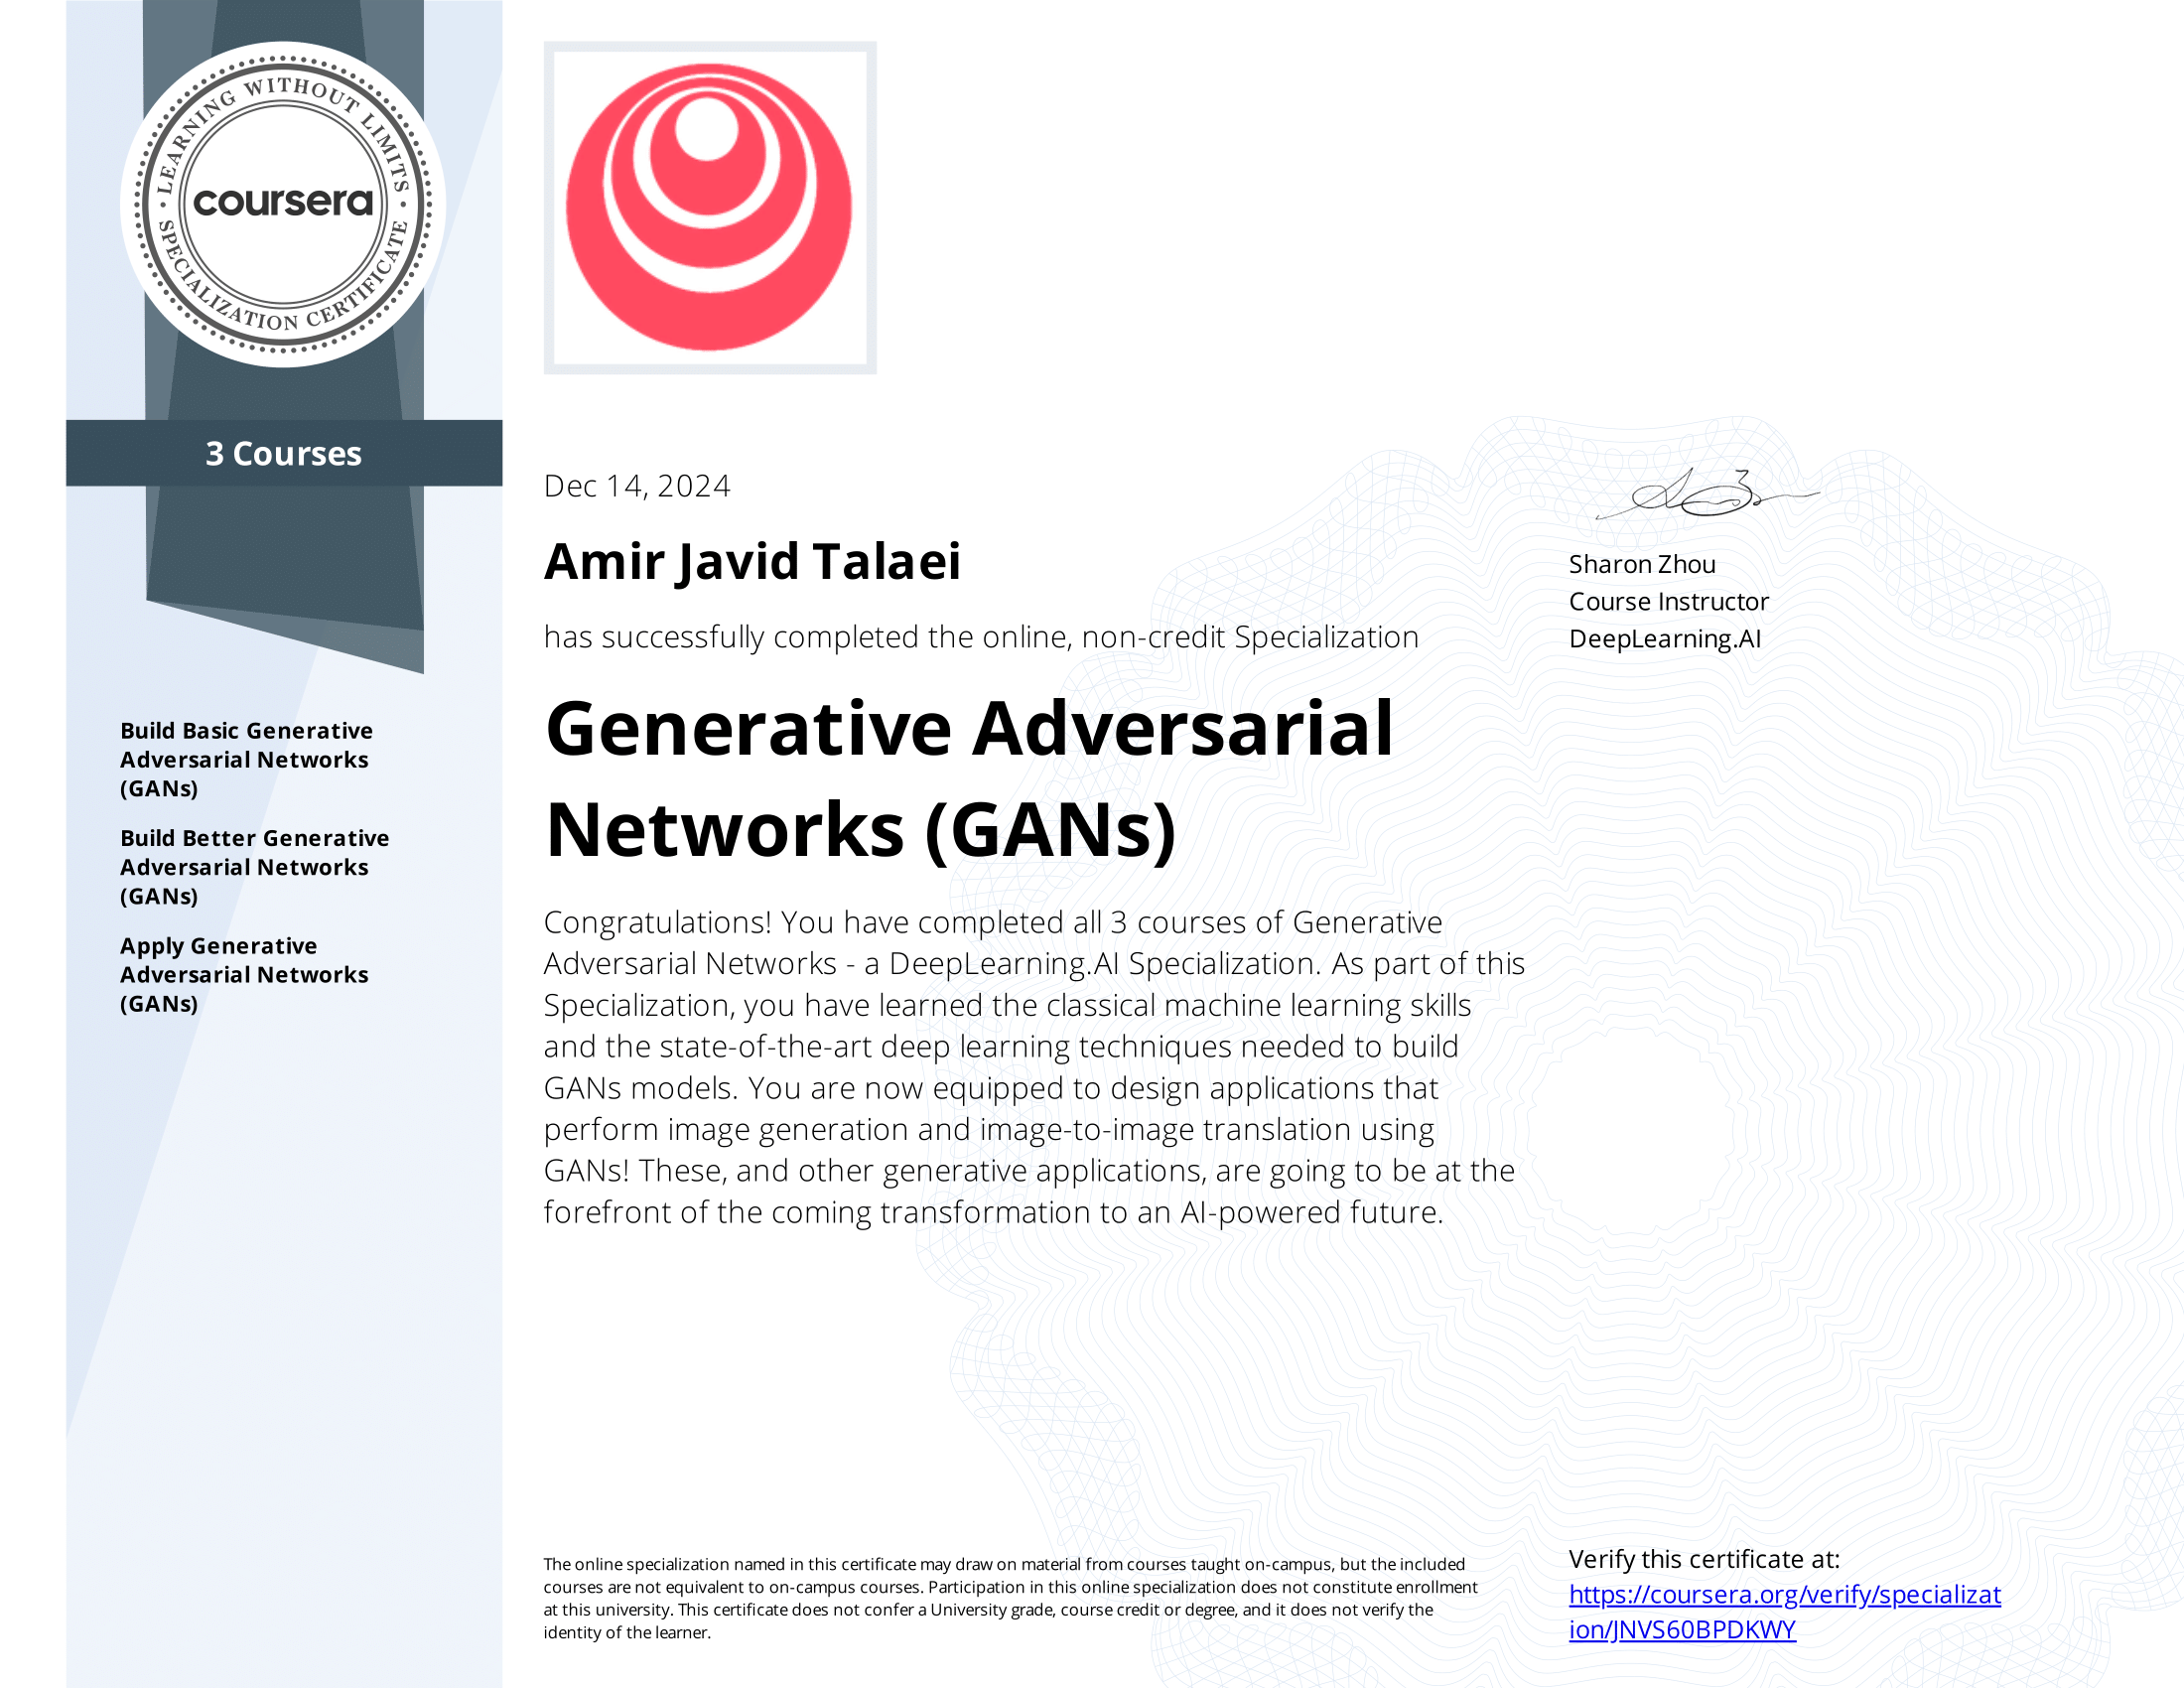 LEARNING WITHOUT LIMITS
coursera
SPECIALIZATION CERTIFICATE
3 Courses
Build Basic Generative
Adversarial Networks
(GANs)
Build Better Generative
Adversarial Networks
(GANs)
Apply Generative
Adversarial Networks
(GANs)
Dec 14, 2024
Amir Javid Talaei
has successfully completed the online, non-credit Specialization
Generative Adversarial
Networks (GANs)
Congratulations! You have completed all 3 courses of Generative
Adversarial Networks - a DeepLearning.AI Specialization. As part of this
Specialization, you have learned the classical machine learning skills
and the state-of-the-art deep learning techniques needed to build
GANs models. You are now equipped to design applications that
perform image generation and image-to-image translation using
GANs! These, and other generative applications, are going to be at the
forefront of the coming transformation to an AI-powered future.
Sharon Zhou
Course Instructor
DeepLearning.AI
The online specialization named in this certificate may draw on material from courses taught on-campus, but the included
courses are not equivalent to on-campus courses. Participation in this online specialization does not constitute enrollment
at this university. This certificate does not confer a University grade, course credit or degree, and it does not verify the
identity of the learner.
Verify this certificate at:
https://coursera.org/verify/specializat
ion/JNVS60BPDKWY